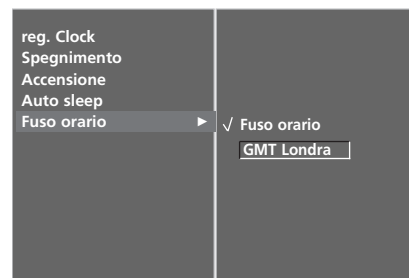 reg. Clock
Spegnimento
Accensione
Auto sleep
Fuso orario ►
√ Fuso orario
GMT Londra